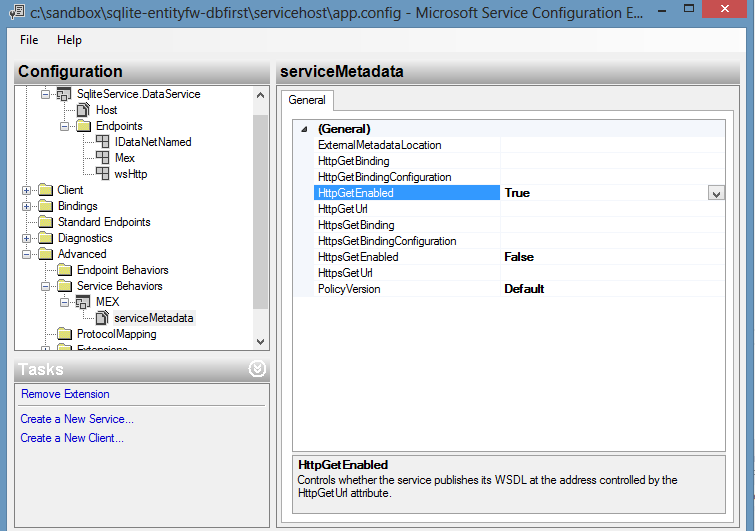 c:\sandbox\sqlite-entityfw-dbfirst\servicehost\app.config - Microsoft Service Configuration E...
File Help
Configuration
SqliteService.DataService
Host
Endpoints
IDataNetNamed
Mex
wsHttp
Client
Bindings
Standard Endpoints
Diagnostics
Advanced
Endpoint Behaviors
Service Behaviors
MEX
serviceMetadata
ProtocolMapping
Extensions
Tasks
Remove Extension
Create a New Service...
Create a New Client...
serviceMetadata
General
(General)
ExternalMetadataLocation
HttpGetBinding
HttpGetBindingConfiguration
HttpGetEnabled True
HttpGetUrl
HttpsGetBinding
HttpsGetBindingConfiguration
HttpsGetEnabled False
HttpsGetUrl
PolicyVersion Default
HttpGetEnabled
Controls whether the service publishes its WSDL at the address controlled by the
HttpGetUrl attribute.